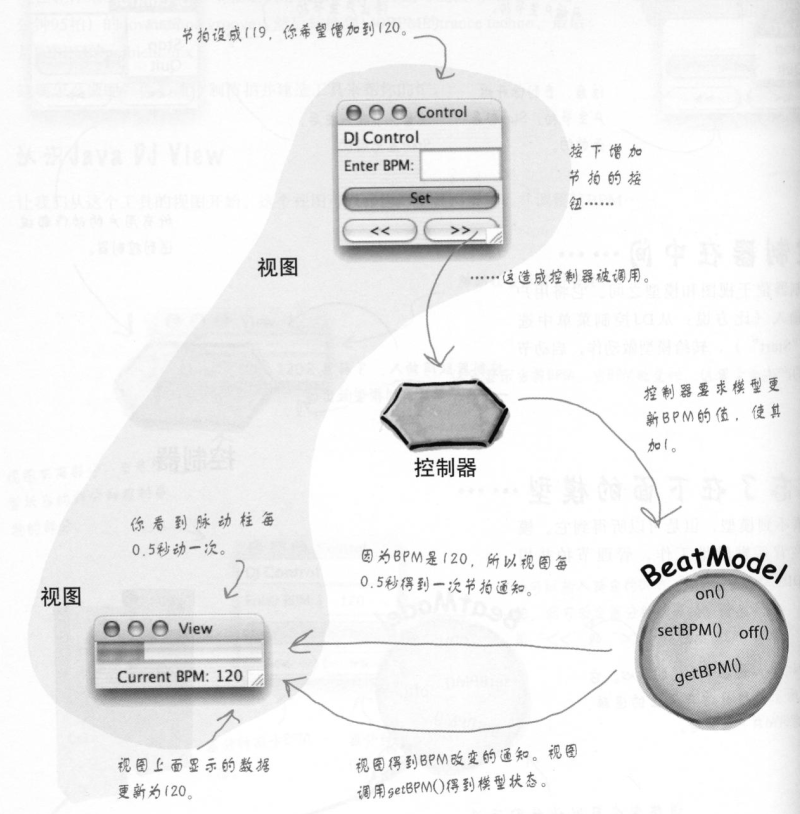 节拍设成119，你希望增加到120。
Control
DJ Control
Enter BPM:
Set
<<
>>
按下增加
节拍的按
钮……
视图
……这造成控制器被调用。
控制器要求模型更
新BPM的值，使其
加1。
控制器
你看到脉动柱每
0.5秒动一次。
因为BPM是120，所以视图每
0.5秒得到一次节拍通知。
视图
BeatModel
on()
setBPM() off()
getBPM()
View
Current BPM: 120
视图上面显示的数据
更新为120。
视图得到BPM改变的通知。视图
调用getBPM()得到模型状态。